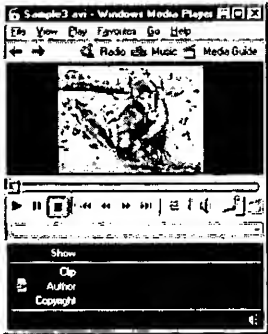 Sample3.avi - Windows Media Player
File View Play Favorites Go Help
Radio Music Media Guide
Show
Clip
Author
Copyright